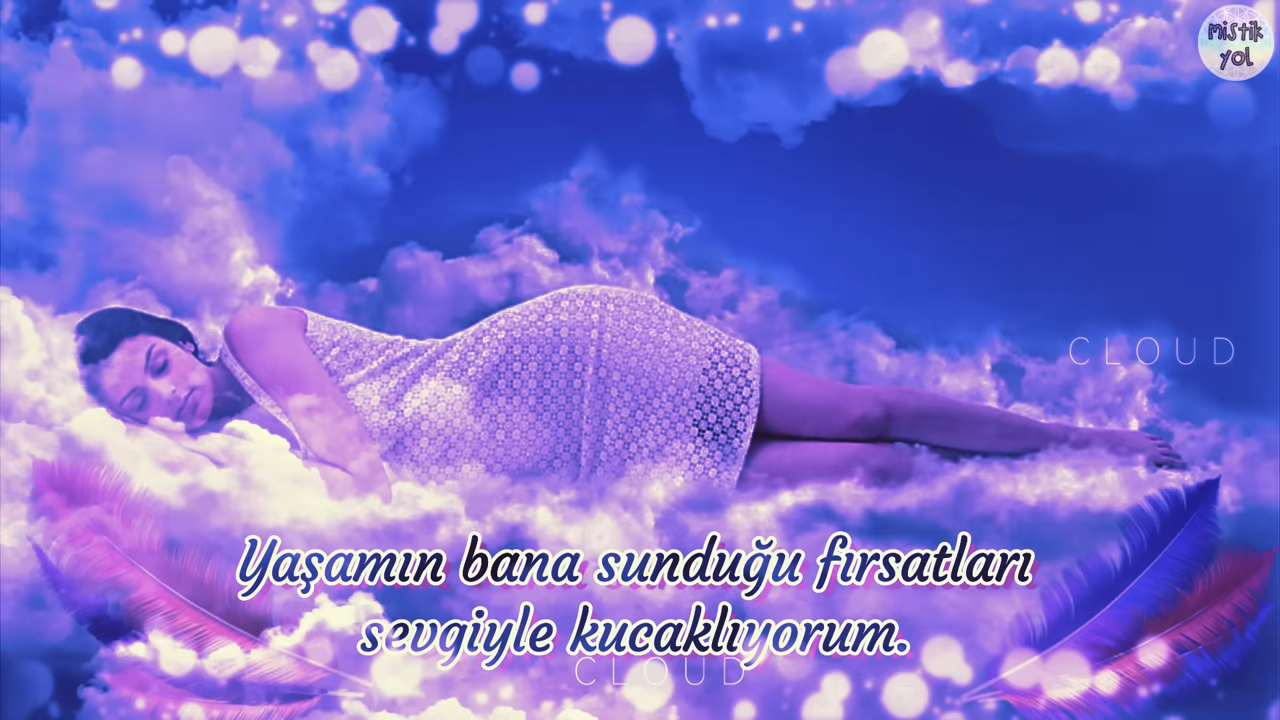 mistik
yol
CLOUD
Yaşamın bana sunduğu fırsatları
sevgiyle kucaklıyorum.
CLOUD